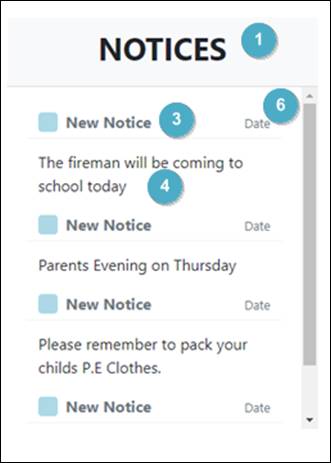 NOTICES 1
6
New Notice 3 Date
The fireman will be coming to
school today 4
New Notice Date
Parents Evening on Thursday
New Notice Date
Please remember to pack your
childs P.E Clothes.
New Notice Date